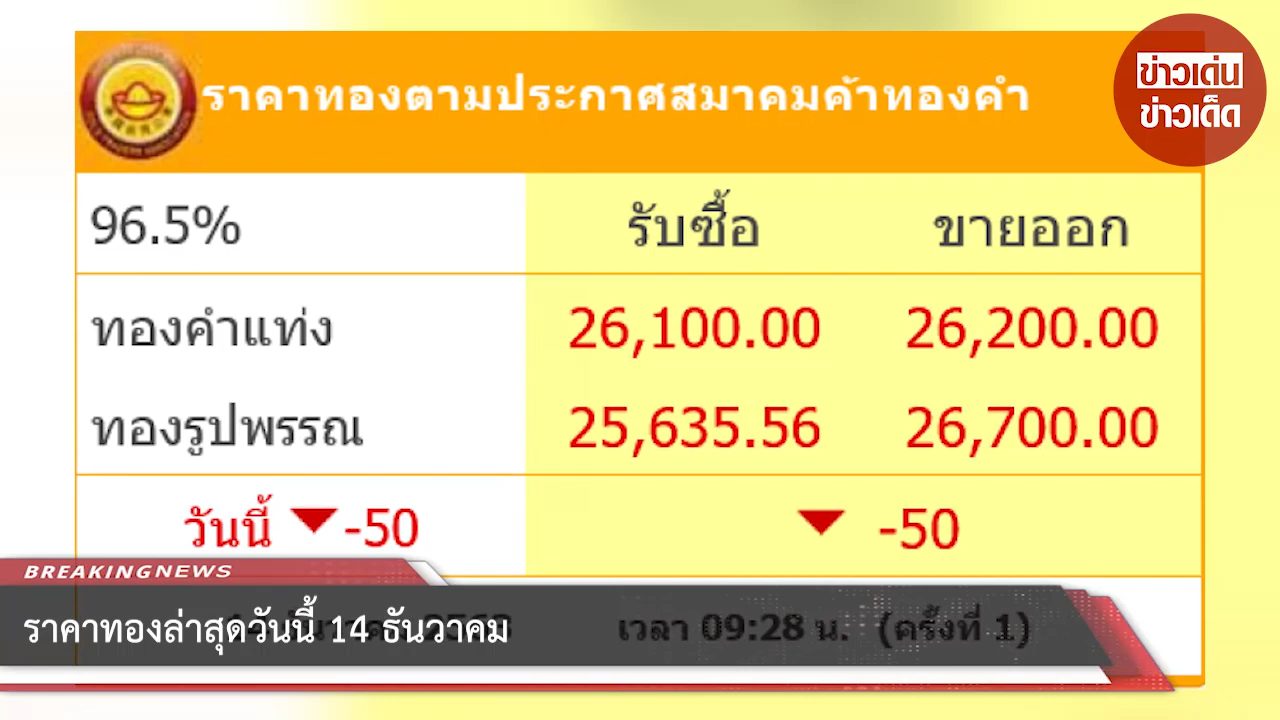 ราคาทองตามประกาศสมาคมค้าทองคำ
ข่าวเด่น
ข่าวเด็ด
96.5% รับซื้อ ขายออก
ทองคำแท่ง 26,100.00 26,200.00
ทองรูปพรรณ 25,635.56 26,700.00
วันนี้ -50 -50
BREAKING NEWS
ราคาทองล่าสุดวันนี้ 14 ธันวาคม
เวลา 09:28 น. (ครั้งที่ 1)